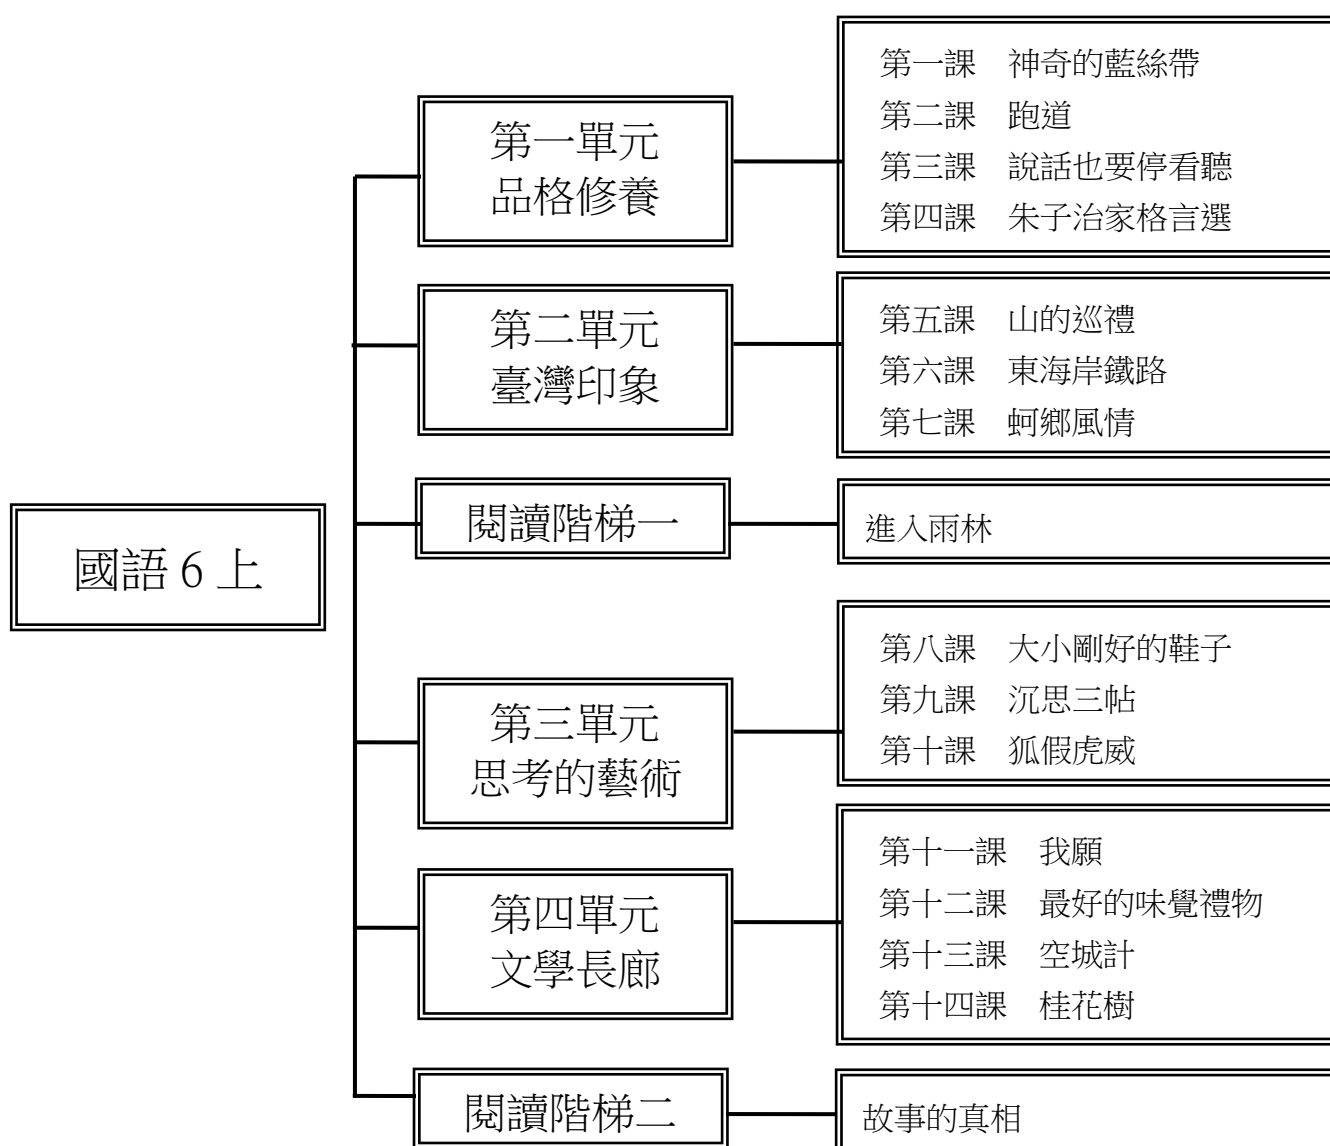 國語 6 上
第一單元
品格修養
第一課　神奇的藍絲帶
第二課　跑道
第三課　說話也要停看聽
第四課　朱子治家格言選
第二單元
臺灣印象
第五課　山的巡禮
第六課　東海岸鐵路
第七課　蚵鄉風情
閱讀階梯一
進入雨林
第三單元
思考的藝術
第八課　大小剛好的鞋子
第九課　沉思三帖
第十課　狐假虎威
第四單元
文學長廊
第十一課　我願
第十二課　最好的味覺禮物
第十三課　空城計
第十四課　桂花樹
閱讀階梯二
故事的真相